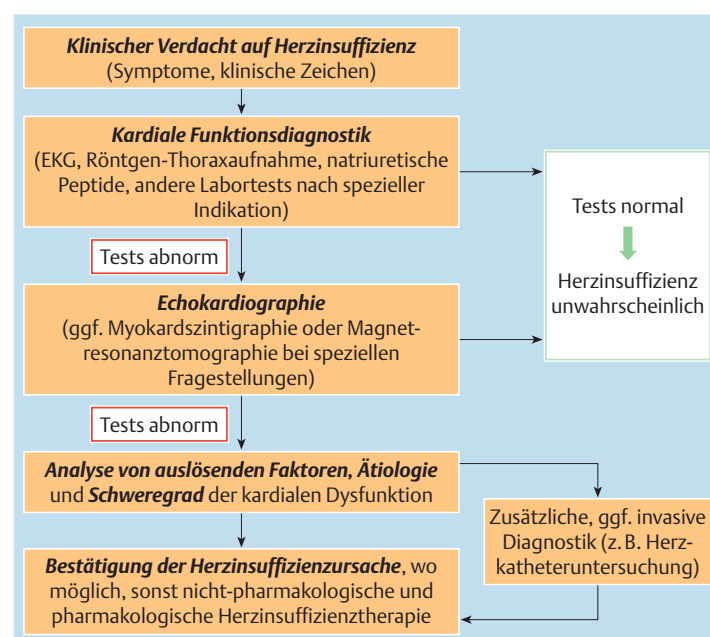 Klinischer Verdacht auf Herzinsuffizienz
(Symptome, klinische Zeichen)
Kardiale Funktionsdiagnostik
(EKG, Röntgen-Thoraxaufnahme, natriuretische
Peptide, andere Labortests nach spezieller
Indikation)
Tests normal
Herzinsuffizienz
unwahrscheinlich
Tests abnorm
Echokardiographie
(ggf. Myokardszintigraphie oder Magnet-
resonanztomographie bei speziellen
Fragestellungen)
Tests abnorm
Analyse von auslösenden Faktoren, Ätiologie
und Schweregrad der kardialen Dysfunktion
Zusätzliche, ggf. invasive
Diagnostik (z. B. Herz-
katheteruntersuchung)
Bestätigung der Herzinsuffizienzursache, wo
möglich, sonst nicht-pharmakologische und
pharmakologische Herzinsuffizienztherapie